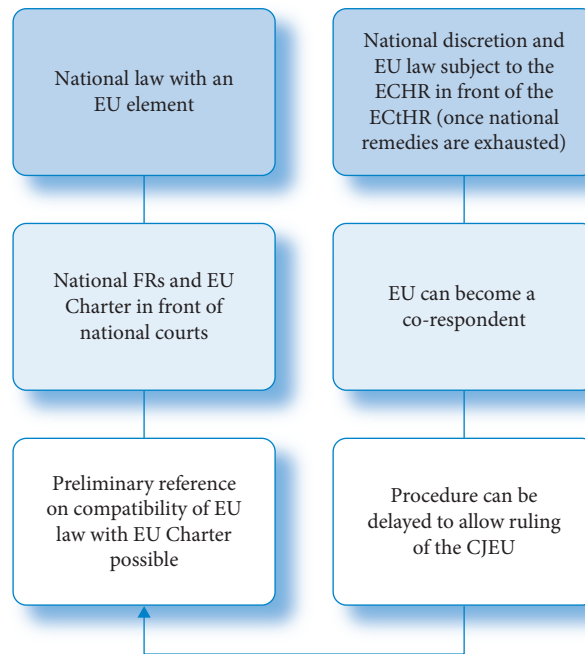 National law with an
EU element
National FRs and EU
Charter in front of
national courts
Preliminary reference
on compatibility of EU
law with EU Charter
possible
National discretion and
EU law subject to the
ECHR in front of the
ECtHR (once national
remedies are exhausted)
EU can become a
co-respondent
Procedure can be
delayed to allow ruling
of the CJEU